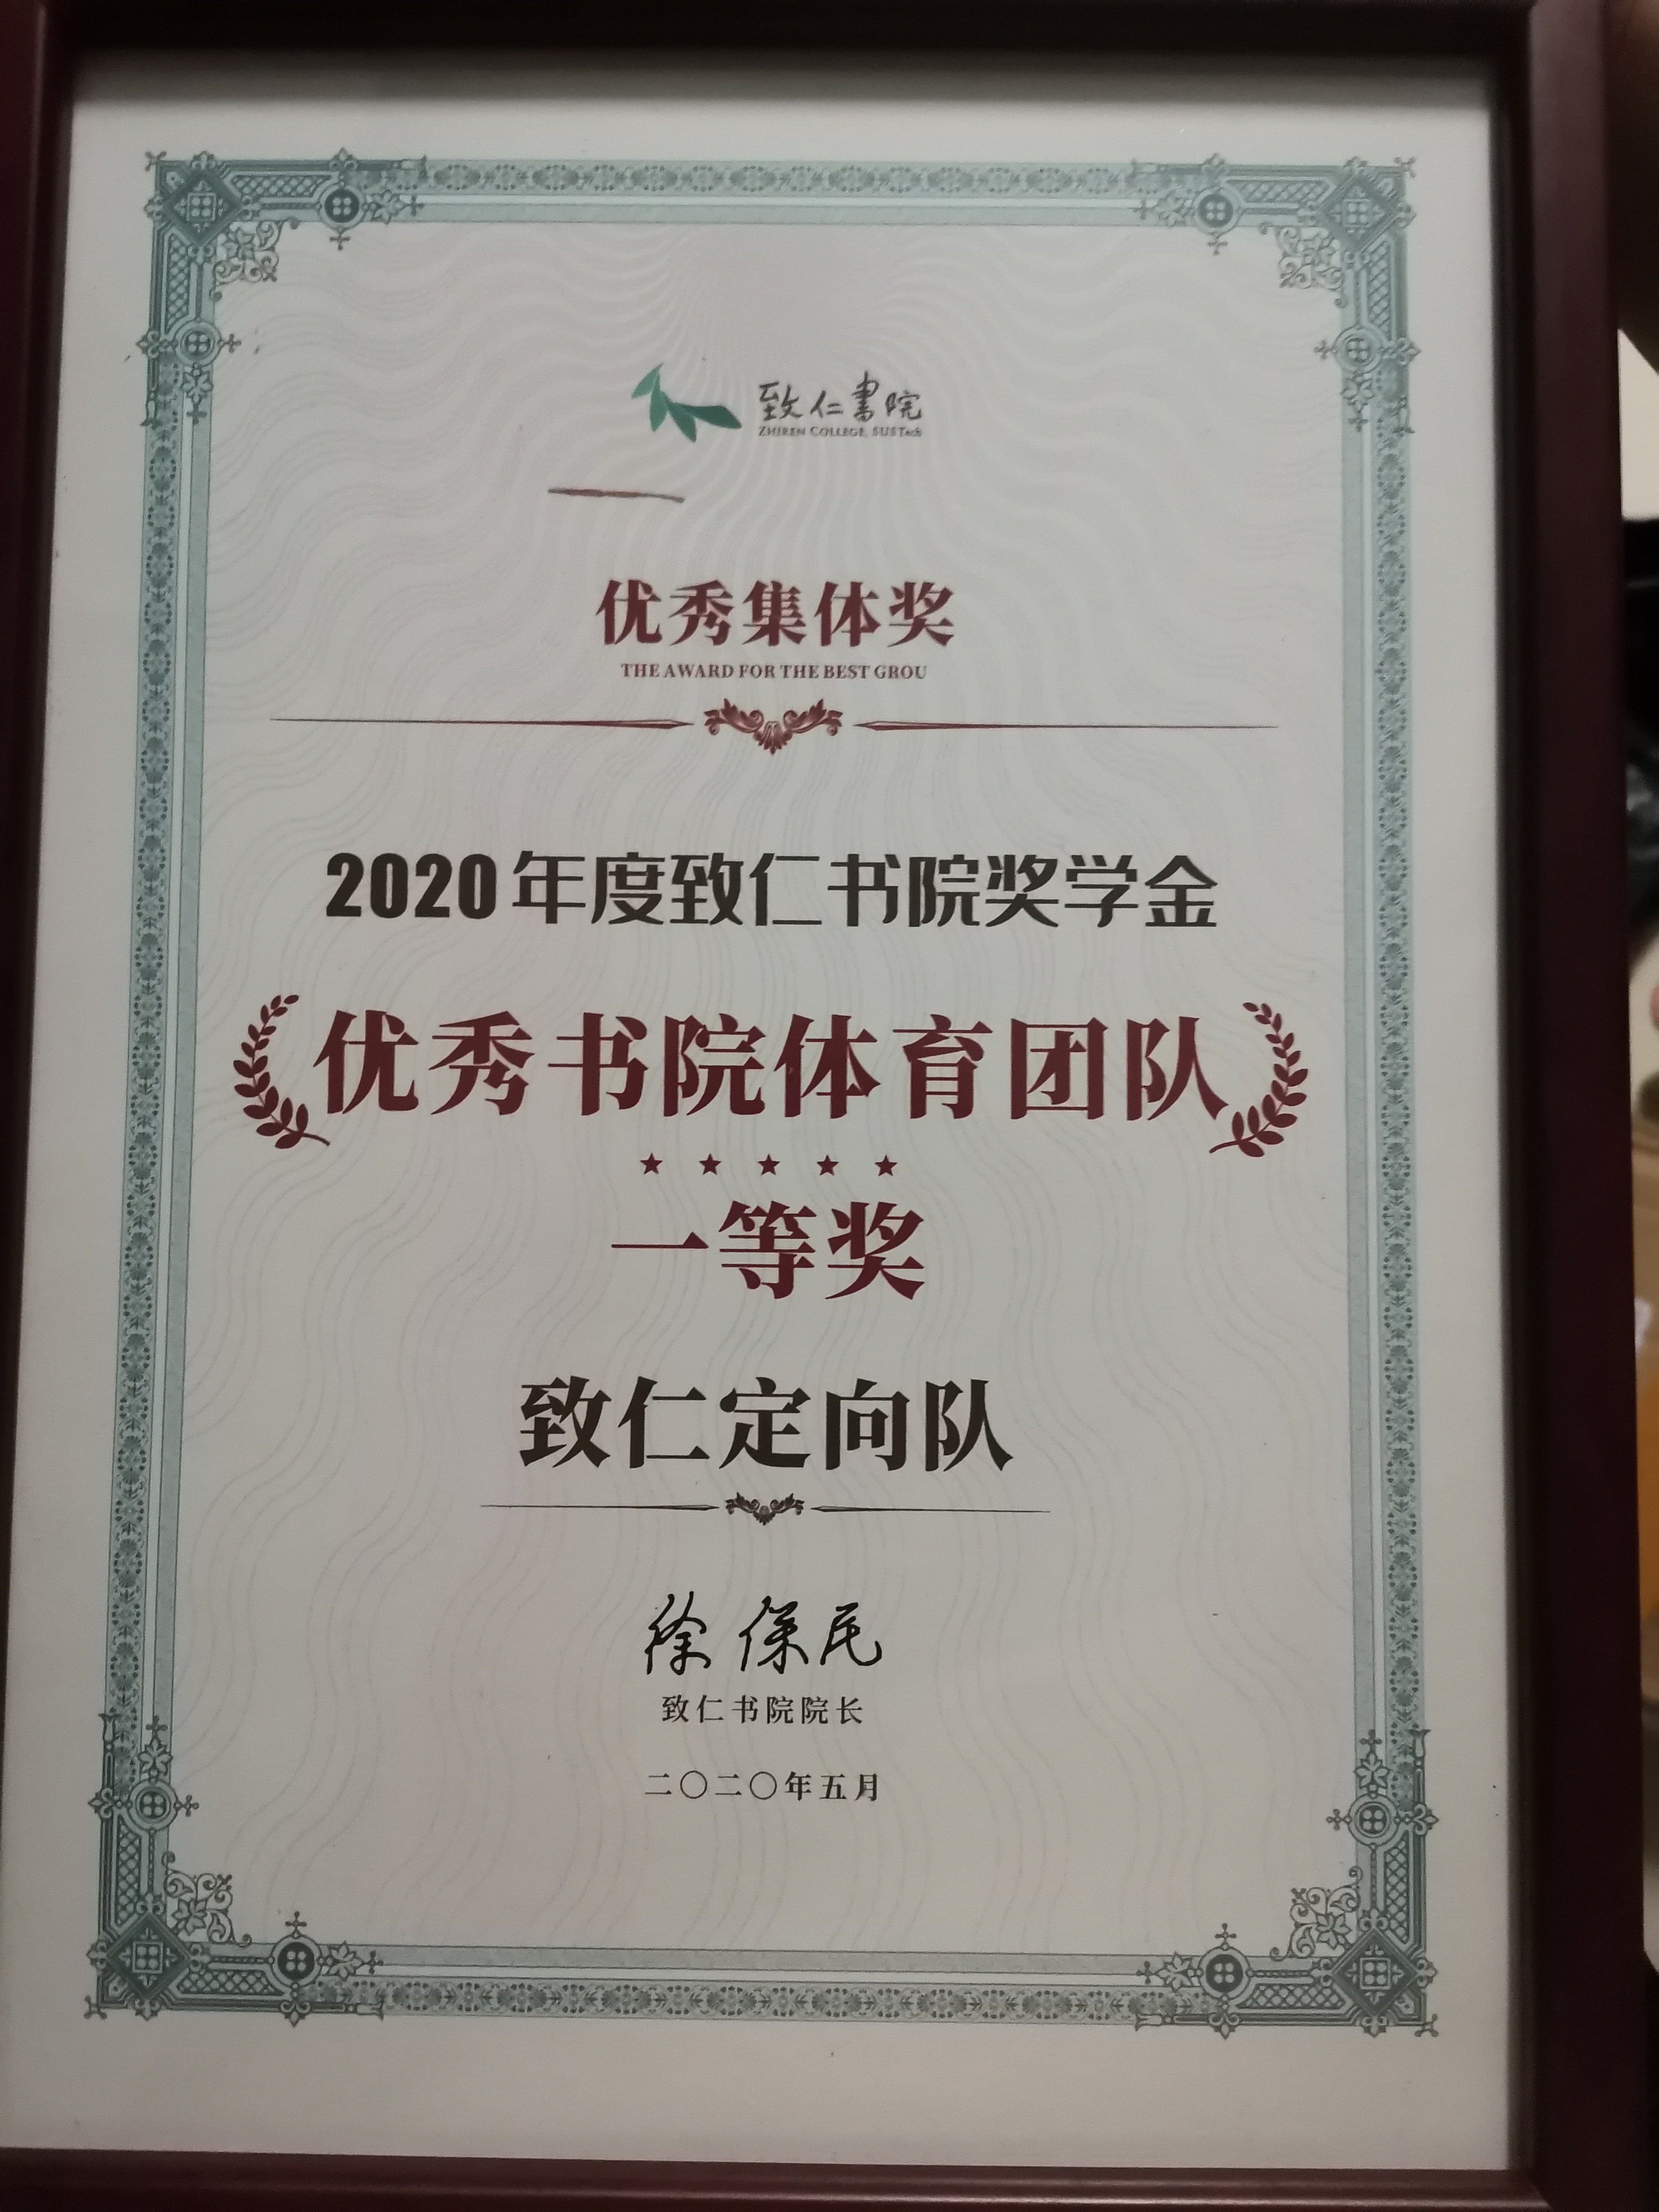 致仁書院
ZHIREN COLLEGE, SUSTech
优秀集体奖
THE AWARD FOR THE BEST GROU
2020年度致仁书院奖学金
优秀书院体育团队
一等奖
致仁定向队
徐保民
致仁书院院长
二〇二〇年五月